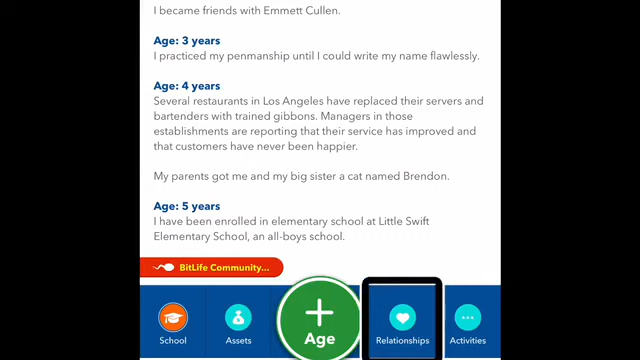 I became friends with Emmett Cullen.
Age: 3 years
I practiced my penmanship until I could write my name flawlessly.
Age: 4 years
Several restaurants in Los Angeles have replaced their servers and
bartenders with trained gibbons. Managers in those
establishments are reporting that their service has improved and
that customers have never been happier.
My parents got me and my big sister a cat named Brendon.
Age: 5 years
I have been enrolled in elementary school at Little Swift
Elementary School, an all-boys school.
BitLife Community...
School
Assets
Age
Relationships
Activities